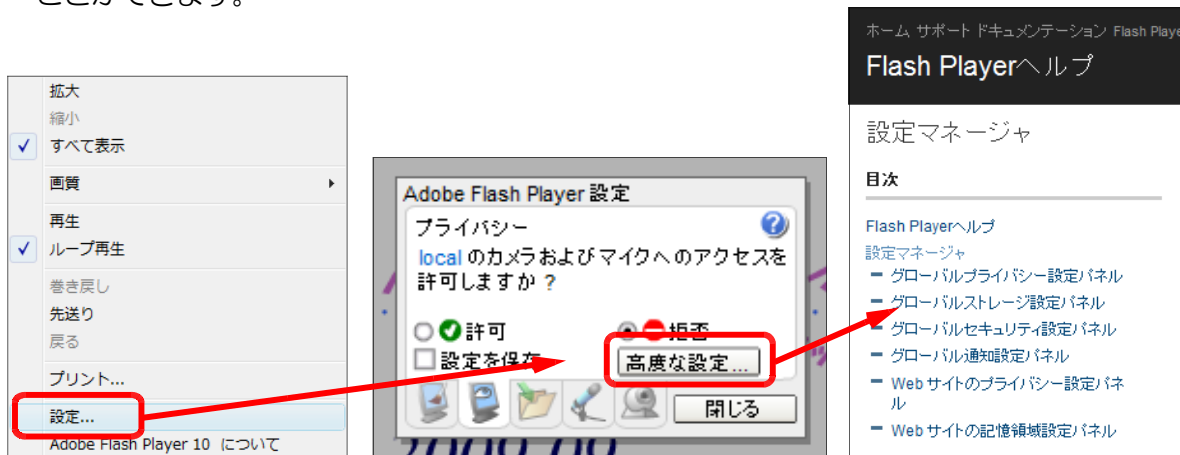 ことができます。
拡大
縮小
すべて表示
画質
再生
ループ再生
巻き戻し
先送り
戻る
プリント...
設定...
Adobe Flash Player 10 について
Adobe Flash Player 設定
プライバシー
local のカメラおよびマイクへのアクセスを
許可しますか ?
許可
拒否
設定を保存
高度な設定...
閉じる
2009.09
ホーム サポート ドキュメンテーション Flash Playe
Flash Playerヘルプ
設定マネージャ
目次
Flash Playerヘルプ
設定マネージャ
グローバルプライバシー設定パネル
グローバルストレージ設定パネル
グローバルセキュリティ設定パネル
グローバル通知設定パネル
Web サイトのプライバシー設定パネ
ル
Web サイトの記憶領域設定パネル